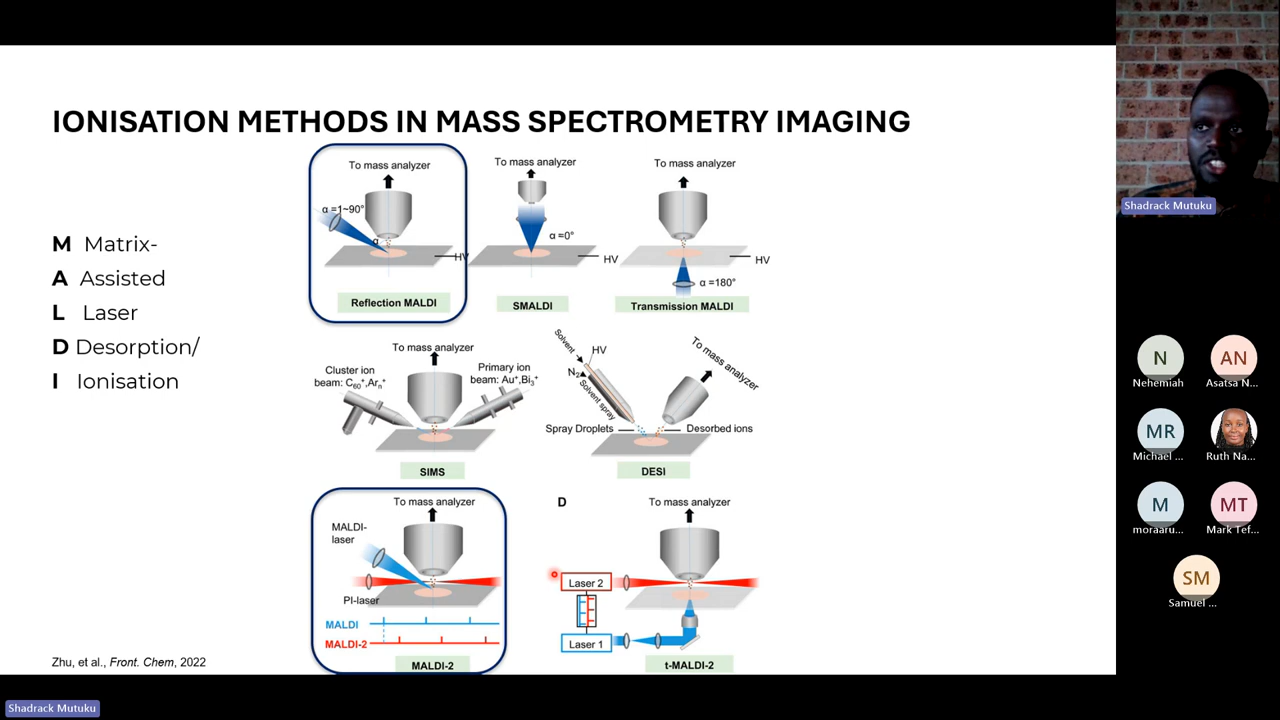 IONISATION METHODS IN MASS SPECTROMETRY IMAGING
M Matrix-
A Assisted
L Laser
D Desorption/
I Ionisation
To mass analyzer
α =1~90°
α
HV
Reflection MALDI
To mass analyzer
α ≈0°
HV
SMALDI
To mass analyzer
HV
α =180°
Transmission MALDI
To mass analyzer
Cluster ion
beam: C60+,Arn+
Primary ion
beam: Au+,Bi3+
SIMS
Solvent
HV
N2
Solvent spray
To mass analyzer
Spray Droplets
Desorbed ions
DESI
To mass analyzer
MALDI-
laser
PI-laser
MALDI
MALDI-2
MALDI-2
D
To mass analyzer
Laser 2
Laser 1
t-MALDI-2
Zhu, et al., Front. Chem, 2022
Shadrack Mutuku
N
Nehemiah
AN
Asatsa N...
MR
Michael ...
Ruth Na...
M
moraaru...
MT
Mark Tef...
SM
Samuel ...
Shadrack Mutuku